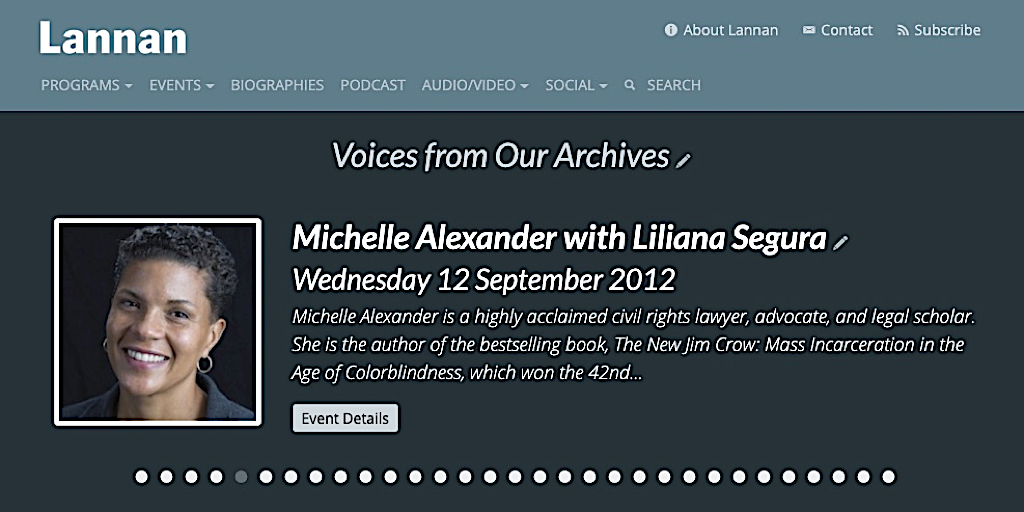 Lannan
About Lannan Contact Subscribe
PROGRAMS EVENTS BIOGRAPHIES PODCAST AUDIO/VIDEO SOCIAL SEARCH
Voices from Our Archives
Michelle Alexander with Liliana Segura
Wednesday 12 September 2012
Michelle Alexander is a highly acclaimed civil rights lawyer, advocate, and legal scholar.
She is the author of the bestselling book, The New Jim Crow: Mass Incarceration in the
Age of Colorblindness, which won the 42nd...
Event Details